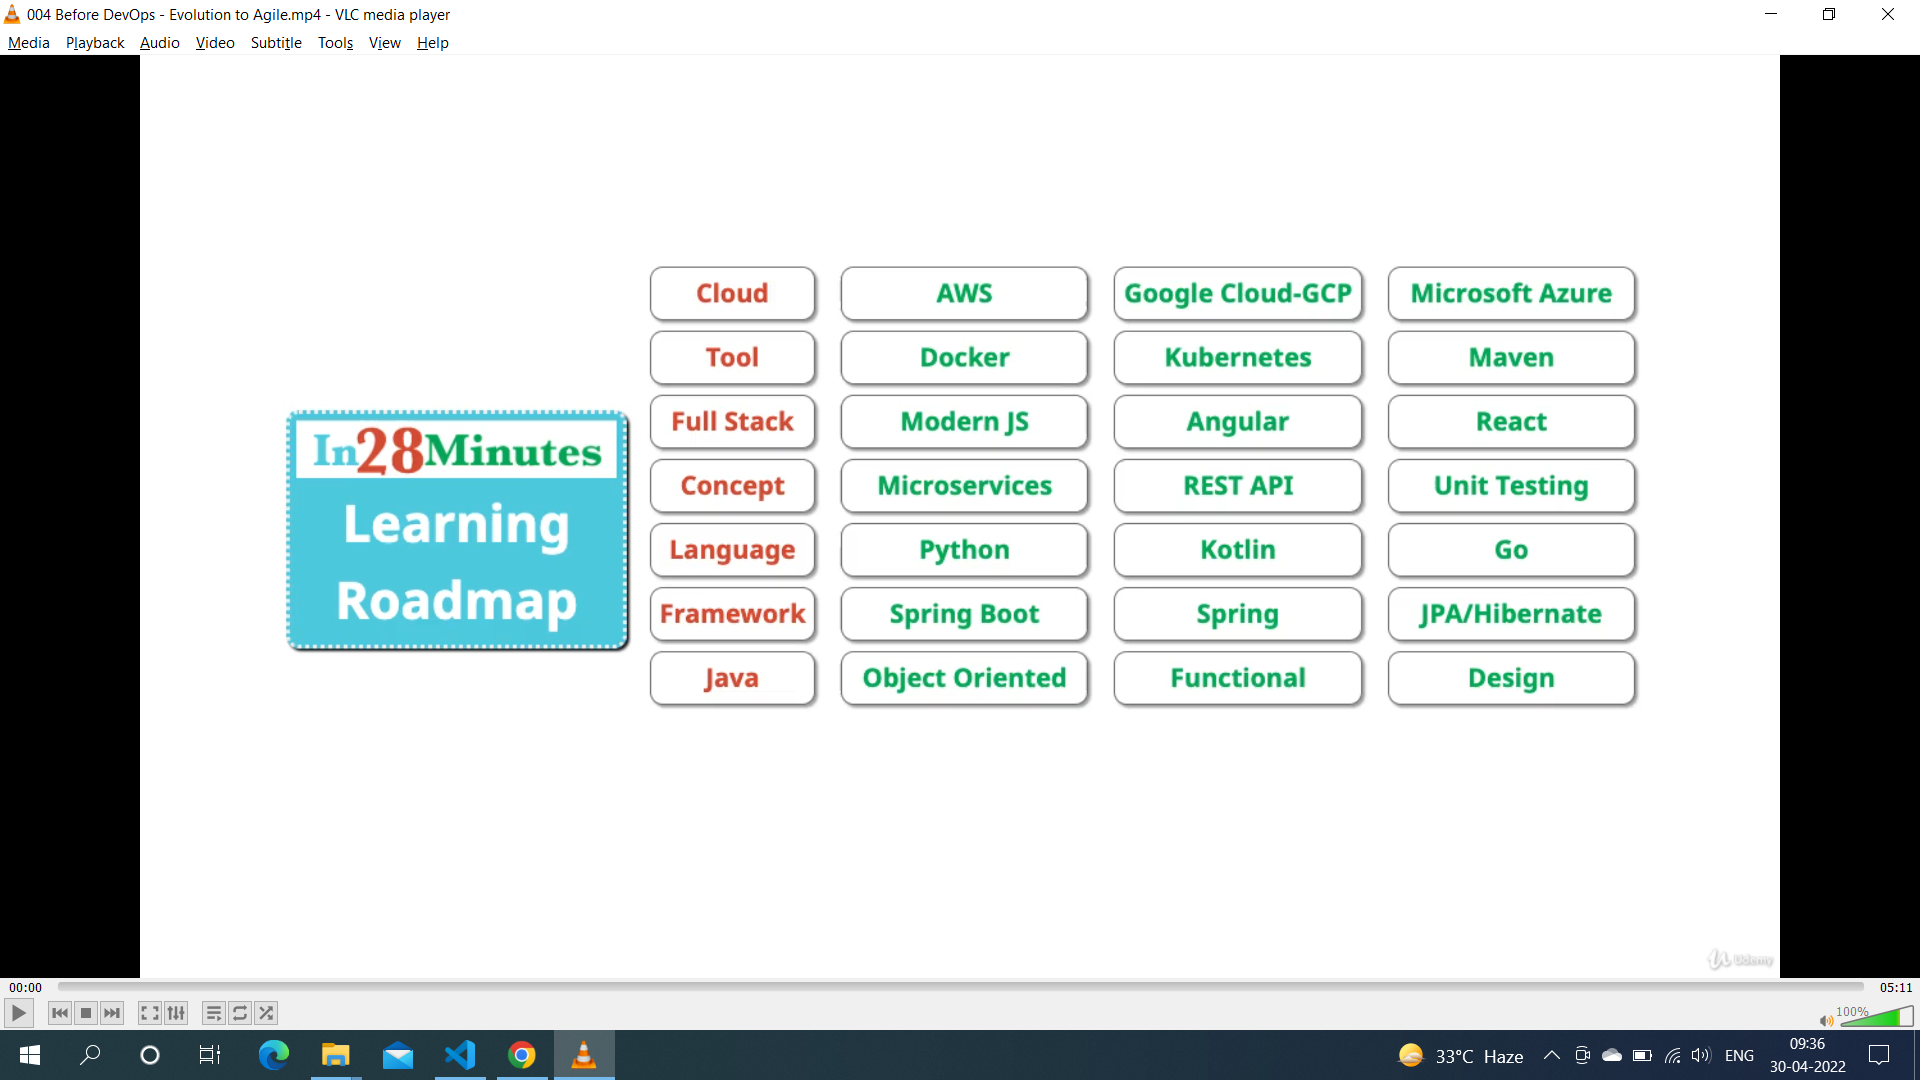 004 Before DevOps - Evolution to Agile.mp4 - VLC media player
Media Playback Audio Video Subtitle Tools View Help
Cloud AWS Google Cloud-GCP Microsoft Azure
Tool Docker Kubernetes Maven
Full Stack Modern JS Angular React
In28Minutes
Learning
Roadmap
Concept Microservices REST API Unit Testing
Language Python Kotlin Go
Framework Spring Boot Spring JPA/Hibernate
Java Object Oriented Functional Design
Udemy
00:00 05:11
100%
33°C Haze ENG 09:36
30-04-2022